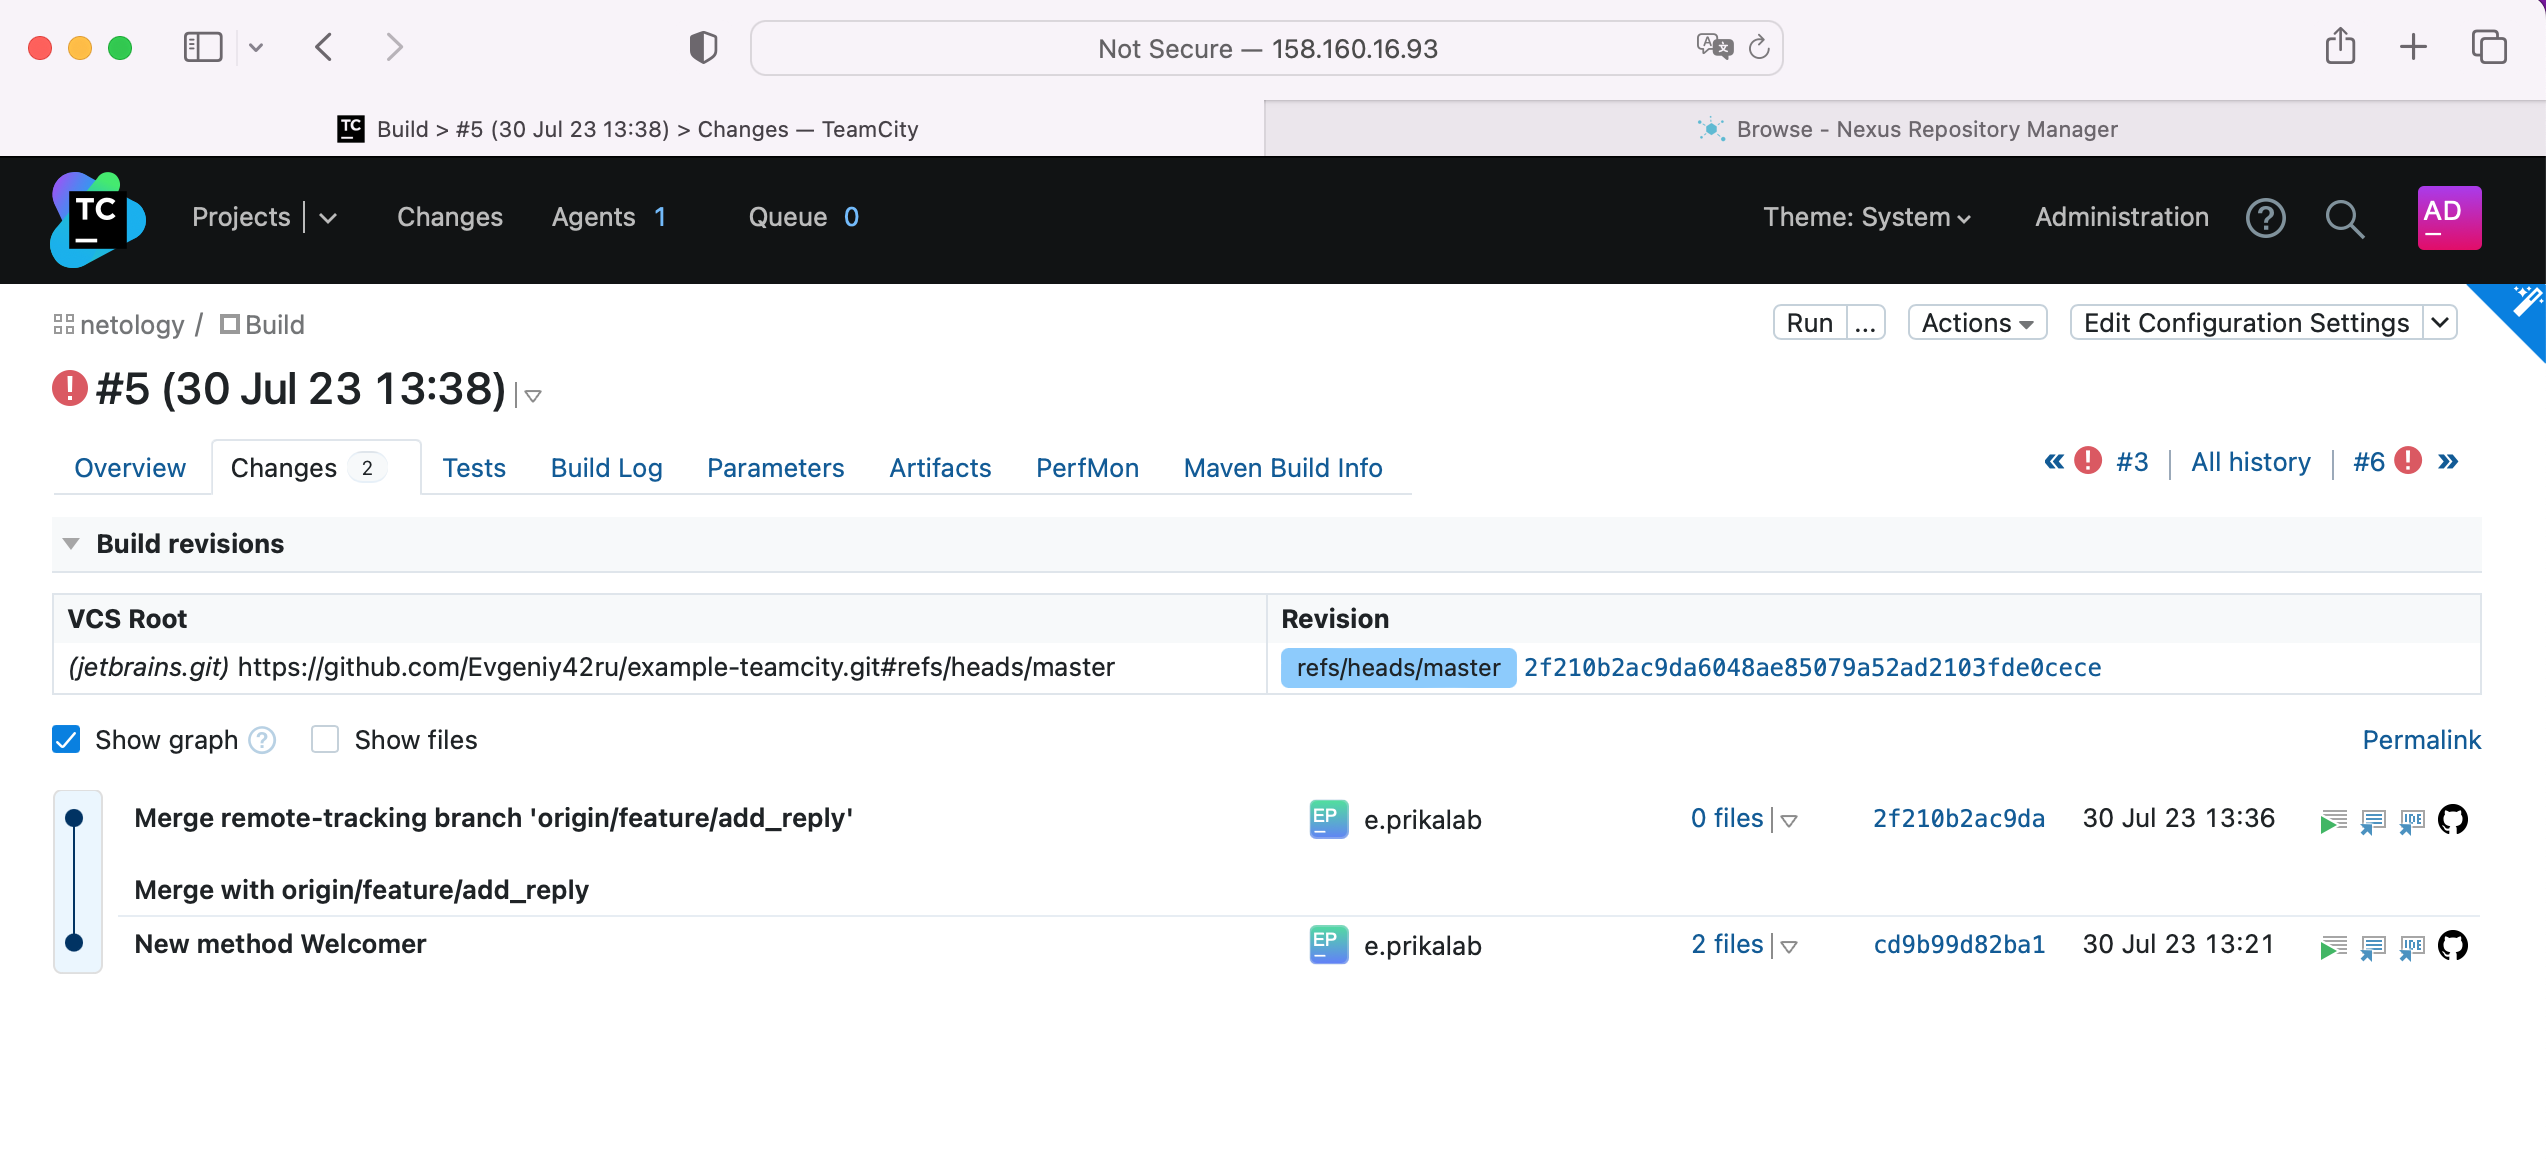 Not Secure — 158.160.16.93
TC Build > #5 (30 Jul 23 13:38) > Changes — TeamCity
Browse - Nexus Repository Manager
TC Projects Changes Agents 1 Queue 0 Theme: System Administration AD
netology / Build Run ... Actions Edit Configuration Settings
#5 (30 Jul 23 13:38)
Overview Changes 2 Tests Build Log Parameters Artifacts PerfMon Maven Build Info « #3 | All history | #6 »
Build revisions
VCS Root Revision
(jetbrains.git) https://github.com/Evgeniy42ru/example-teamcity.git#refs/heads/master refs/heads/master 2f210b2ac9da6048ae85079a52ad2103fde0cece
Show graph ? Show files Permalink
Merge remote-tracking branch 'origin/feature/add_reply' EP e.prikalab 0 files 2f210b2ac9da 30 Jul 23 13:36 IDE
Merge with origin/feature/add_reply
New method Welcomer EP e.prikalab 2 files cd9b99d82ba1 30 Jul 23 13:21 IDE